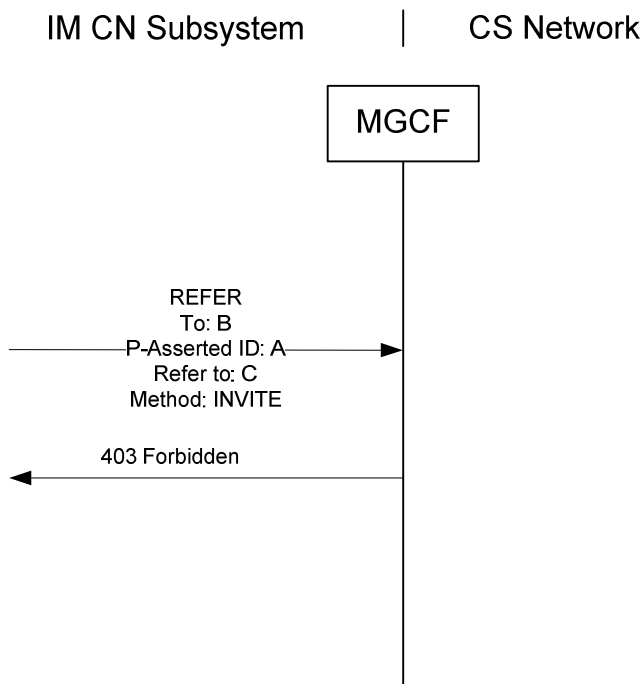 IM CN Subsystem | CS Network
MGCF
REFER
To: B
P-Asserted ID: A
Refer to: C
Method: INVITE
403 Forbidden